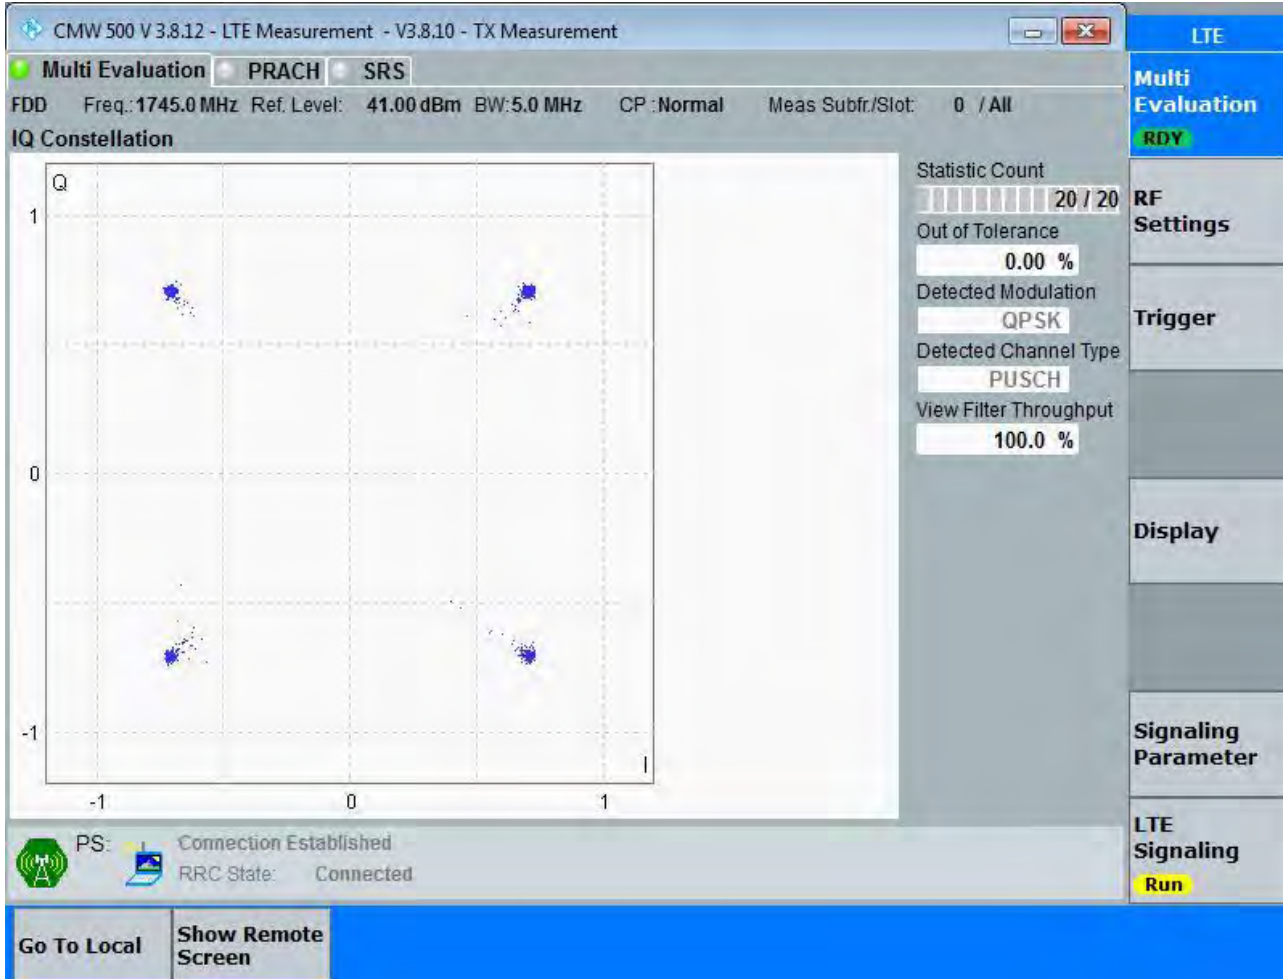 CMW 500 V 3.8.12 - LTE Measurement - V3.8.10 - TX Measurement
Multi Evaluation PRACH SRS
FDD Freq.: 1745.0 MHz Ref. Level: 41.00 dBm BW: 5.0 MHz CP : Normal Meas Subfr./Slot: 0 / All
IQ Constellation
Q
1
0
-1
I
-1 0 1
Statistic Count
20 / 20
Out of Tolerance
0.00 %
Detected Modulation
QPSK
Detected Channel Type
PUSCH
View Filter Throughput
100.0 %
PS: Connection Established
RRC State: Connected
LTE
Multi
Evaluation
RDY
RF
Settings
Trigger
Display
Signaling
Parameter
LTE
Signaling
Run
Go To Local
Show Remote
Screen